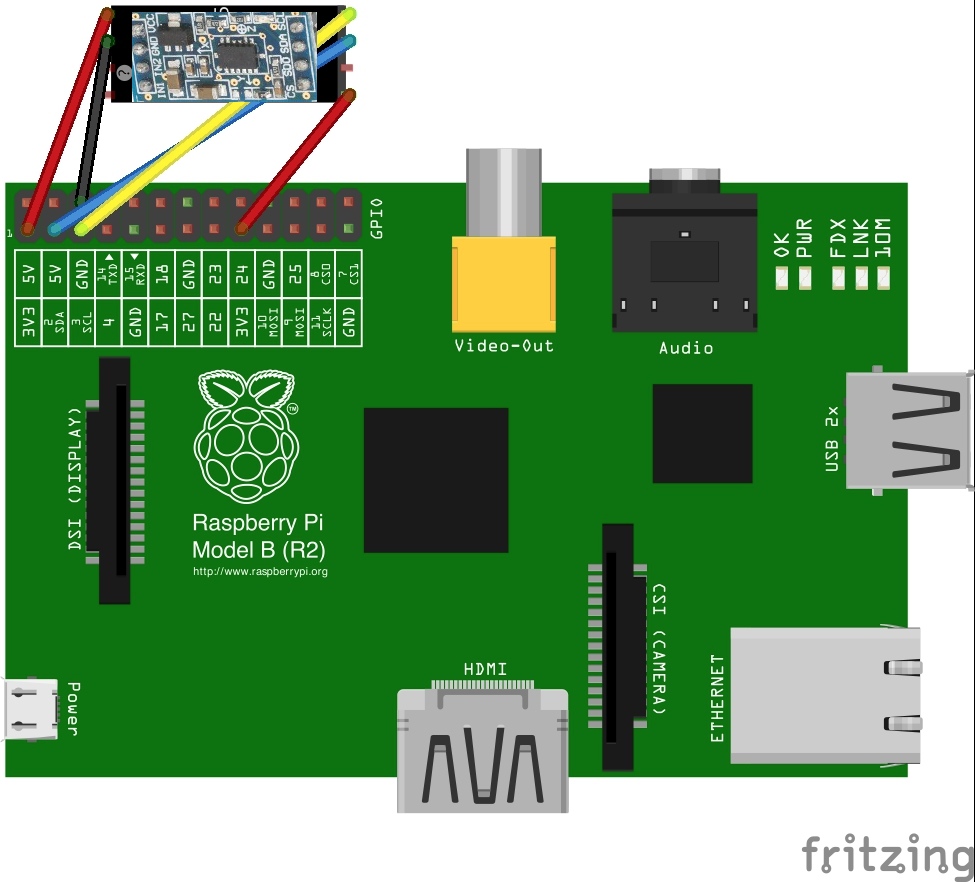 VCC
GND
IN2
IN1
SCL
SDA
SDO
CS
GPIO
1
5V
5V
GND
14
TXD
15
RXD
18
GND
23
24
GND
25
8
CS0
7
CS1
3V3
2
SDA
3
SCL
4
GND
17
27
22
3V3
10
MOSI
9
MOSI
11
SCLK
GND
OK
PWR
FDX
LNK
10M
Video-Out
Audio
USB 2x
DSI (DISPLAY)
TM
Raspberry Pi
Model B (R2)
http://www.raspberrypi.org
CSI (CAMERA)
HDMI
ETHERNET
Power
fritzing